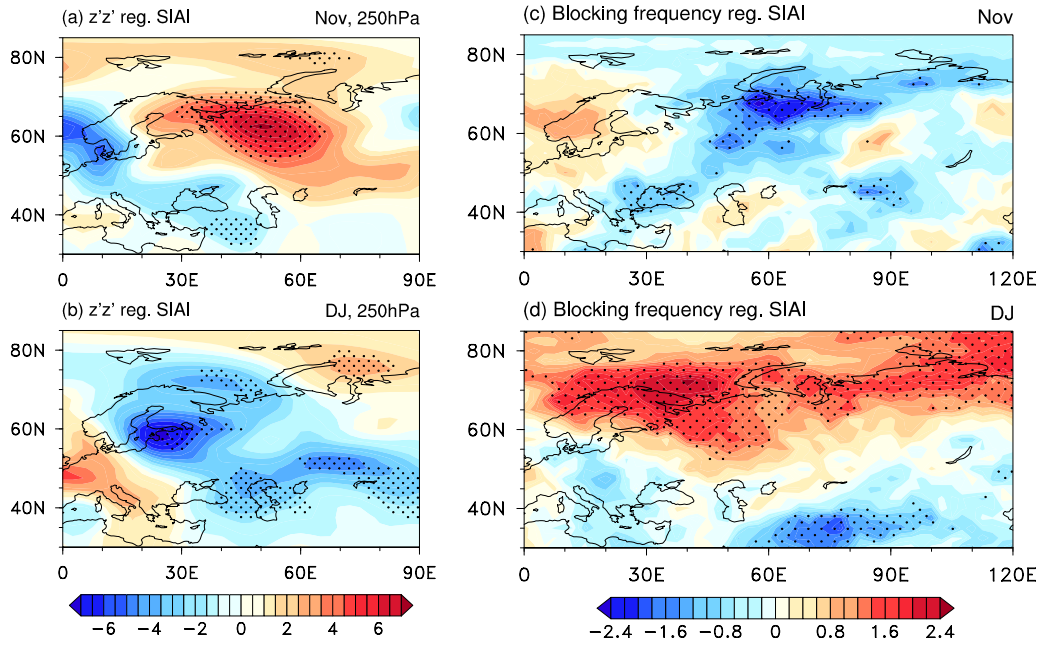 (a) z'z' reg. SIAI Nov, 250hPa
80N
60N
40N
0 30E 60E 90E
(c) Blocking frequency reg. SIAI Nov
80N
60N
40N
0 30E 60E 90E 120E
(b) z'z' reg. SIAI DJ, 250hPa
80N
60N
40N
0 30E 60E 90E
−6 −4 −2 0 2 4 6
(d) Blocking frequency reg. SIAI DJ
80N
60N
40N
0 30E 60E 90E 120E
−2.4 −1.6 −0.8 0 0.8 1.6 2.4